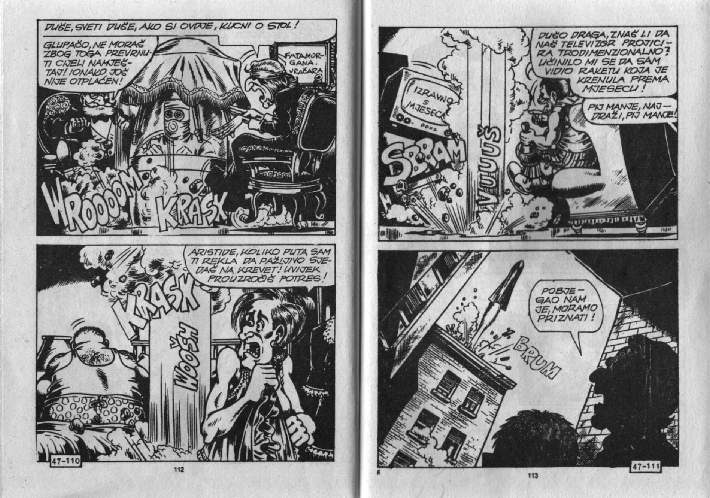 DUŠE, SVETI DUŠE, AKO SI OVDJE, KUCNI O STOL!
GLUPAČO, NE MORAŠ
ZBOG TOGA PREVRNU-
TI CIJELI NAMJEŠ-
TAJ! IONAKO JOŠ
NIJE OTPLAĆEN!
FATAMOR-
GANA.
VRAČARA
WROOOOM
KRASK
ARISTIDE, KOLIKO PUTA SAM
TI REKLA DA PAŽLJIVO SJE-
DAŠ NA KREVET! UVIJEK
PROUZROČIŠ POTRES!
KRASK
WOOSH
47-110
112
DUŠO DRAGA, ZNAŠ LI DA
NAŠ TELEVIZOR PROJICI-
RA TRODIMENZIONALNO?
UČINILO MI SE DA SAM
VIDIO RAKETU KOJA JE
KRENULA PREMA
MJESECU!
IZRAVNO
S
MJESECA
PIJ MANJE, NAJ-
DRAŽI, PIJ MANJE!
SBRAM
VUUUŠ
POBJE-
GAO NAM
JE, MORAMO
PRIZNATI!
BRUM
47-111
113